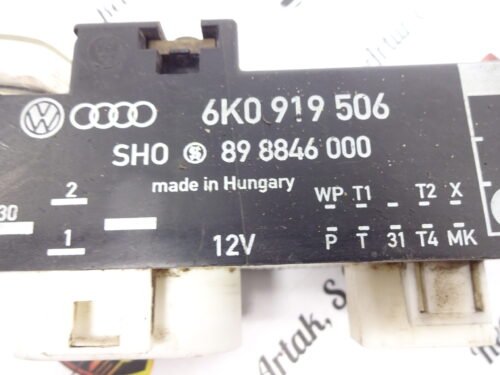 6K0 919 506
SHO 89 8846 000
made in Hungary
2
WP T1 T2 X
30
1
12V
P T 31 T4 MK
Artak, S